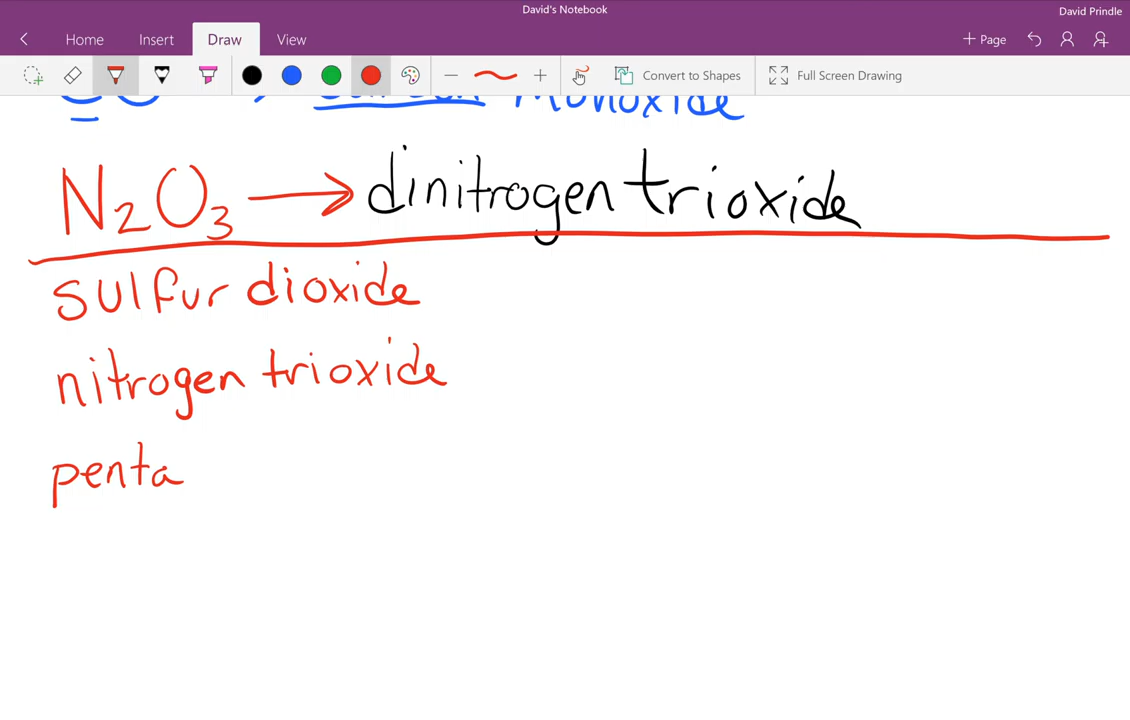 David's Notebook
David Prindle
Home Insert Draw View
+ Page
Convert to Shapes Full Screen Drawing
monoxide
N₂O₃ → dinitrogen trioxide
sulfur dioxide
nitrogen trioxide
penta